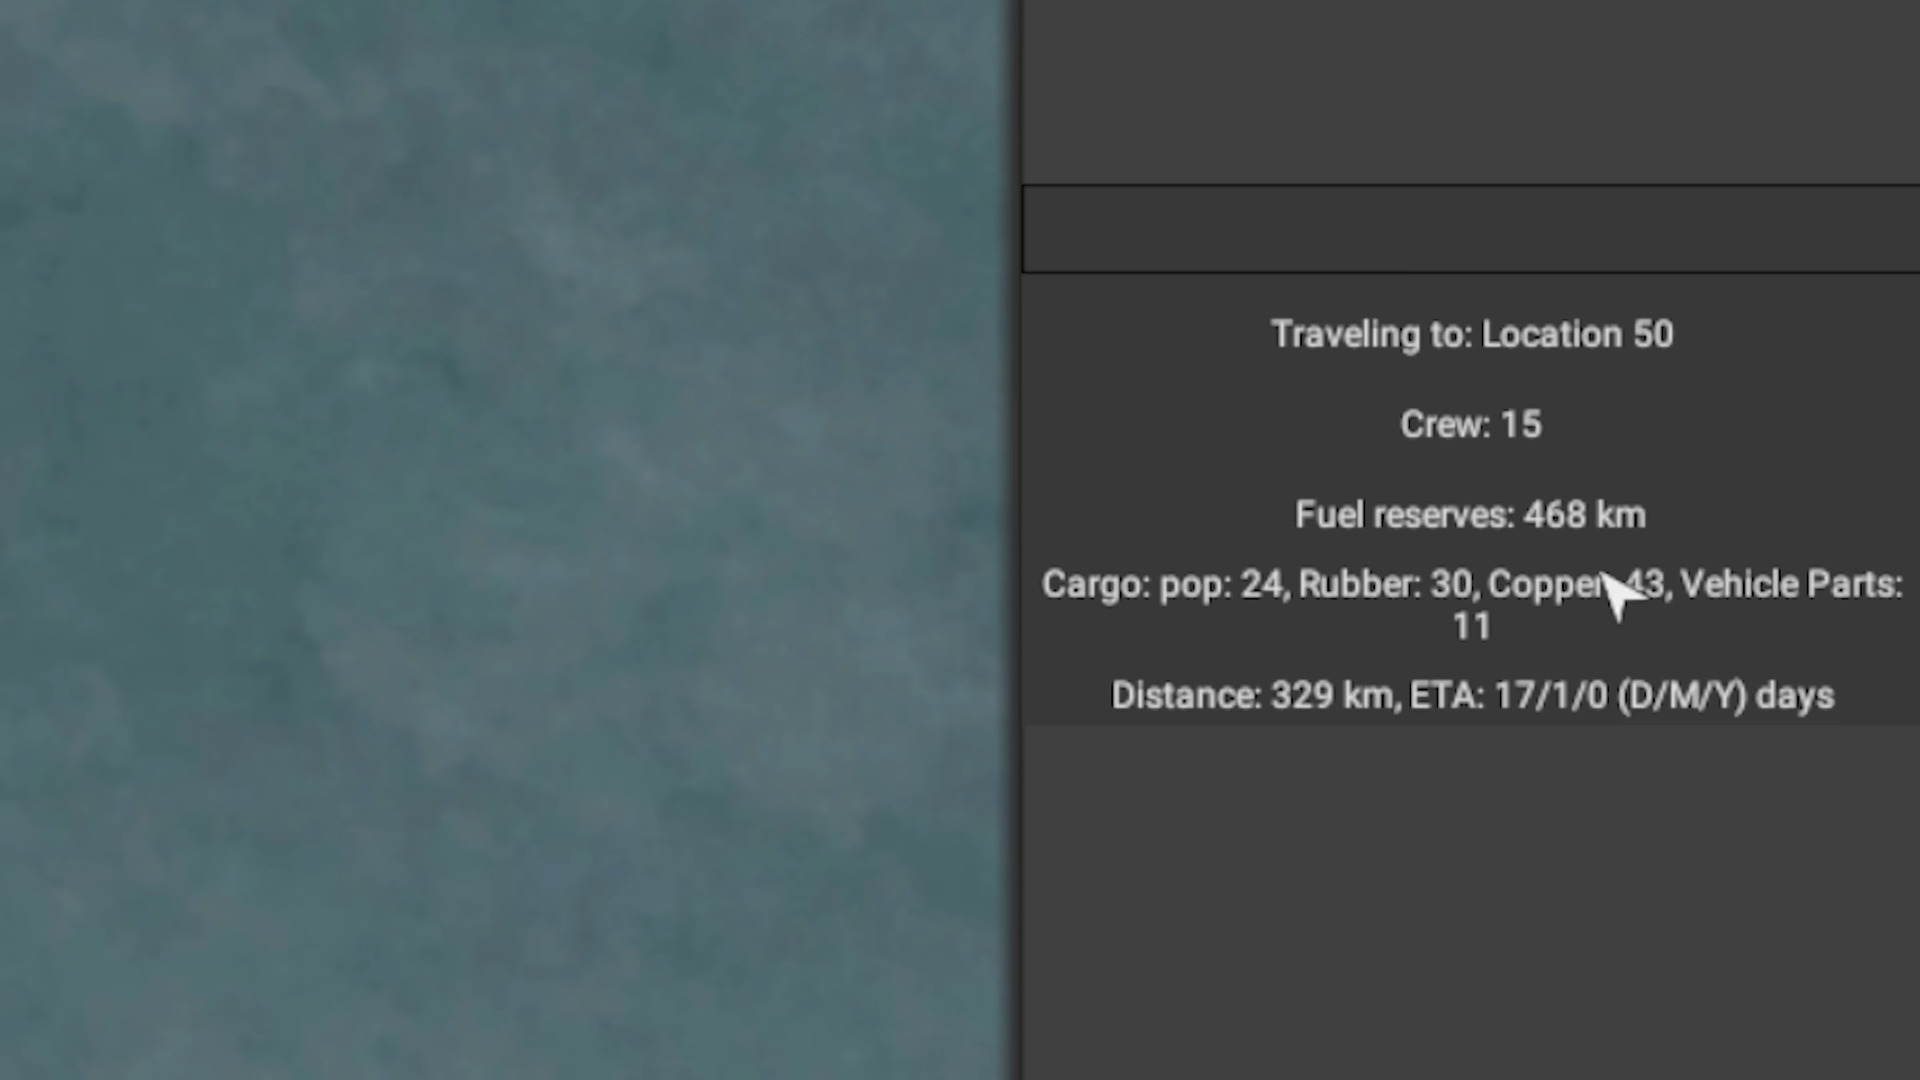 Traveling to: Location 50
Crew: 15
Fuel reserves: 468 km
Cargo: pop: 24, Rubber: 30, Copper: 43, Vehicle Parts:
11
Distance: 329 km, ETA: 17/1/0 (D/M/Y) days